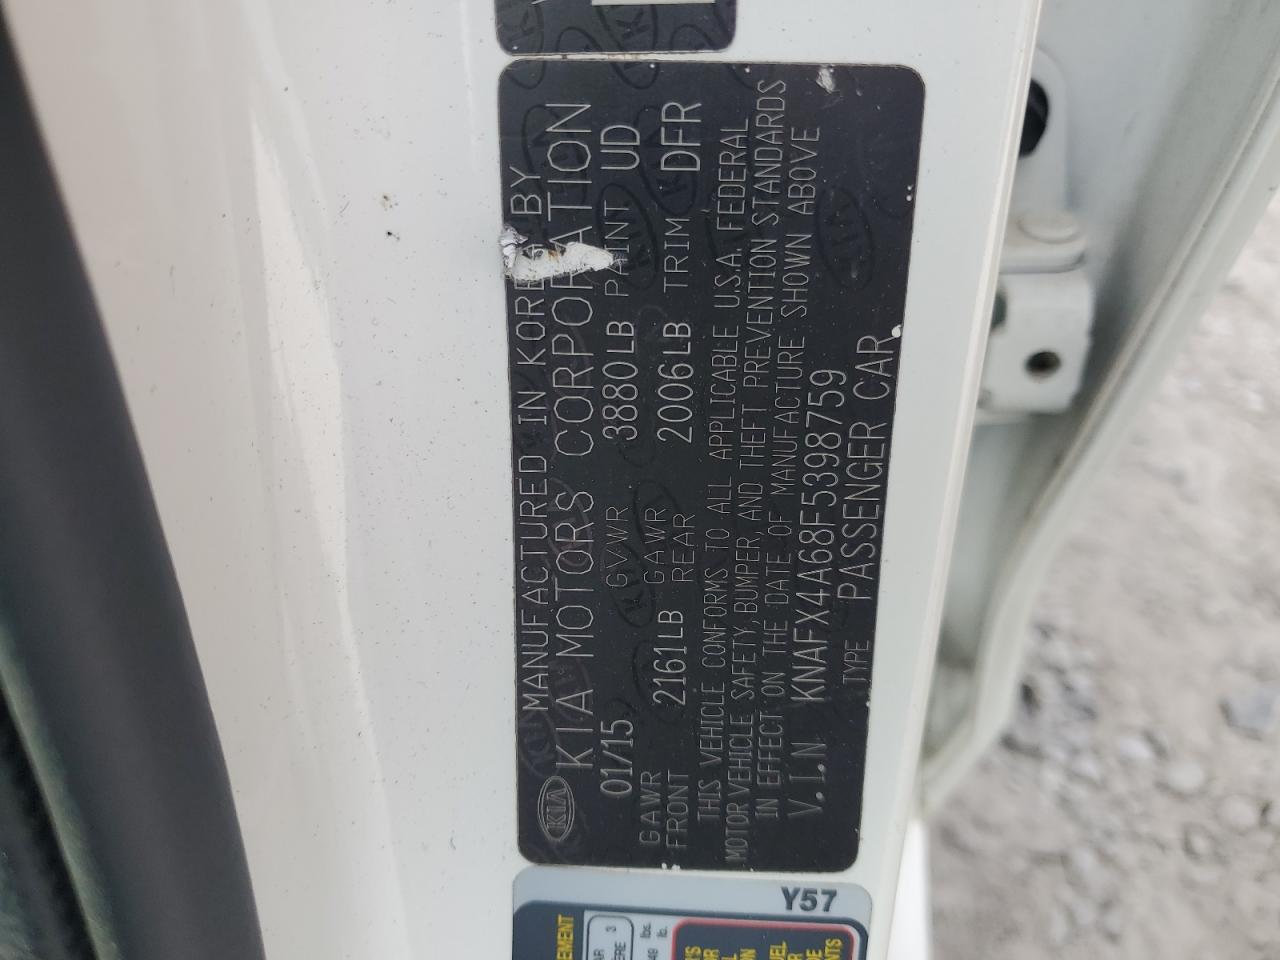 MANUFACTURED IN KOREA BY
KIA KIA MOTORS CORPORATION
01/15 GVWR 3880LB PAINT UD
GAWR FRONT 2161LB GAWR REAR 2006LB TRIM DFR
THIS VEHICLE CONFORMS TO ALL APPLICABLE U.S.A. FEDERAL
MOTOR VEHICLE SAFETY, BUMPER, AND THEFT PREVENTION STANDARDS
IN EFFECT ON THE DATE OF MANUFACTURE SHOWN ABOVE
V.I.N KNAFX4A68F5398759
TYPE PASSENGER CAR
Y57